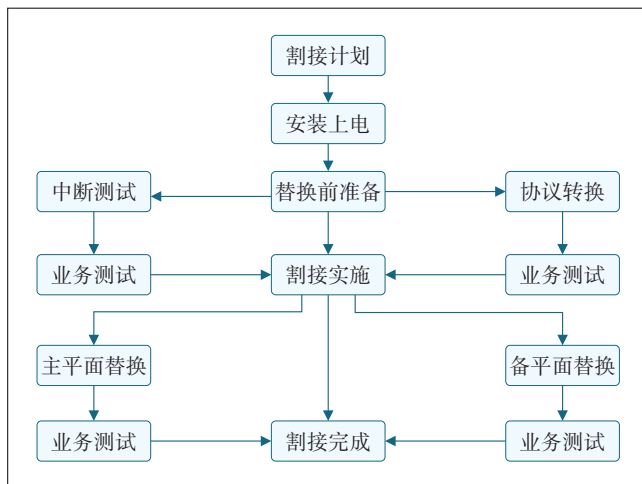 割接计划
安装上电
中断测试
替换前准备
协议转换
业务测试
割接实施
业务测试
主平面替换
备平面替换
业务测试
割接完成
业务测试